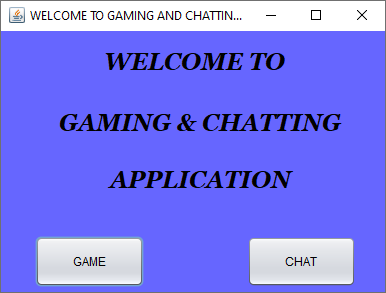 WELCOME TO GAMING AND CHATTIN...
WELCOME TO
GAMING & CHATTING
APPLICATION
GAME
CHAT